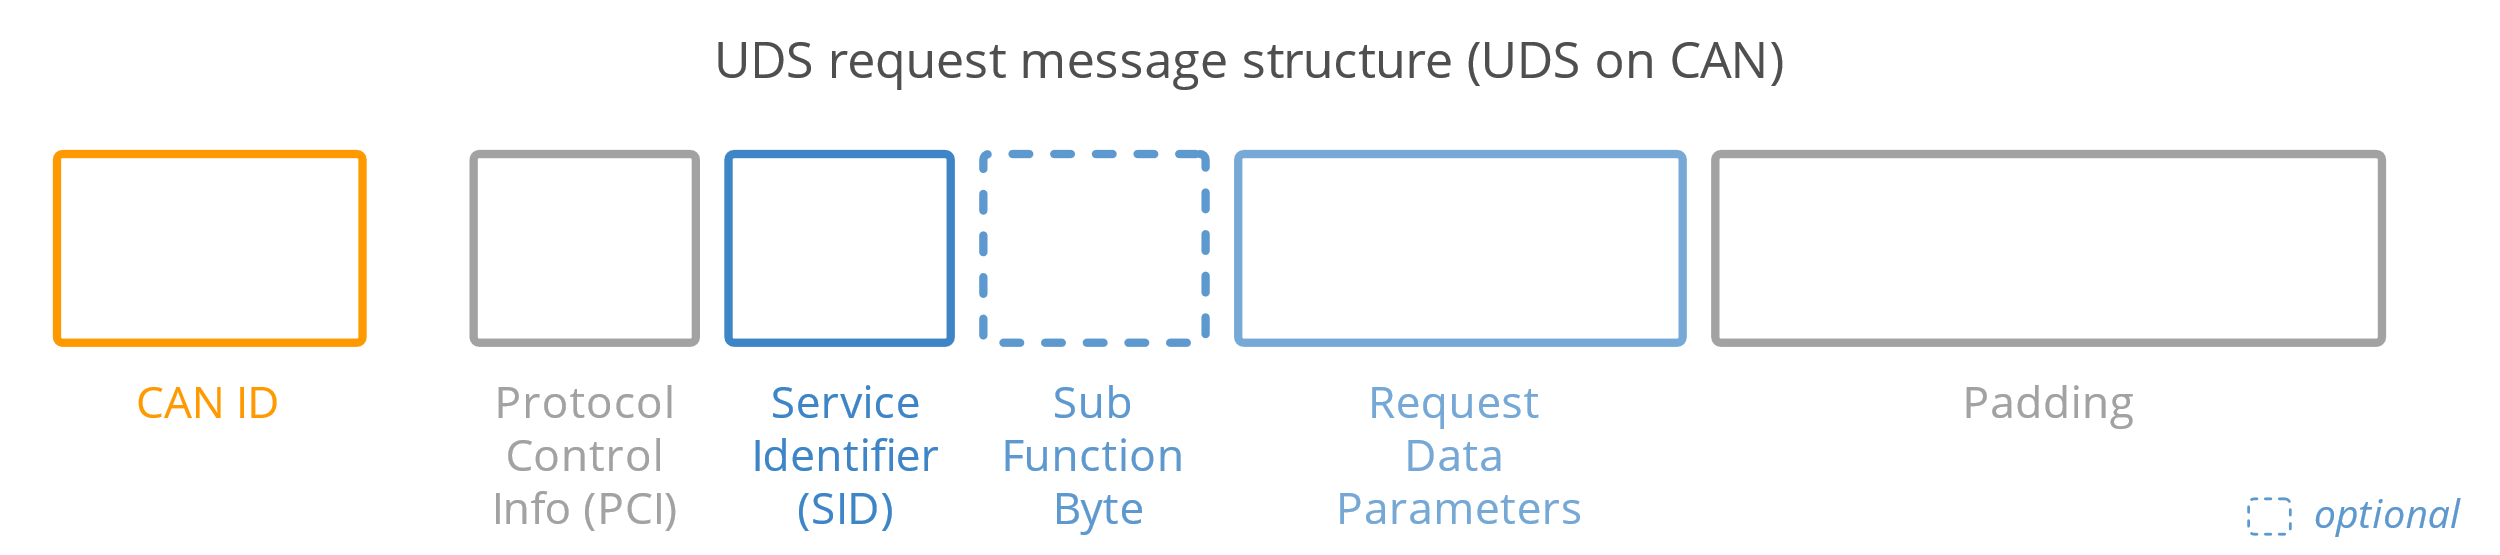 UDS request message structure (UDS on CAN)
CAN ID
Protocol
Control
Info (PCI)
Service
Identifier
(SID)
Sub
Function
Byte
Request
Data
Parameters
Padding
optional